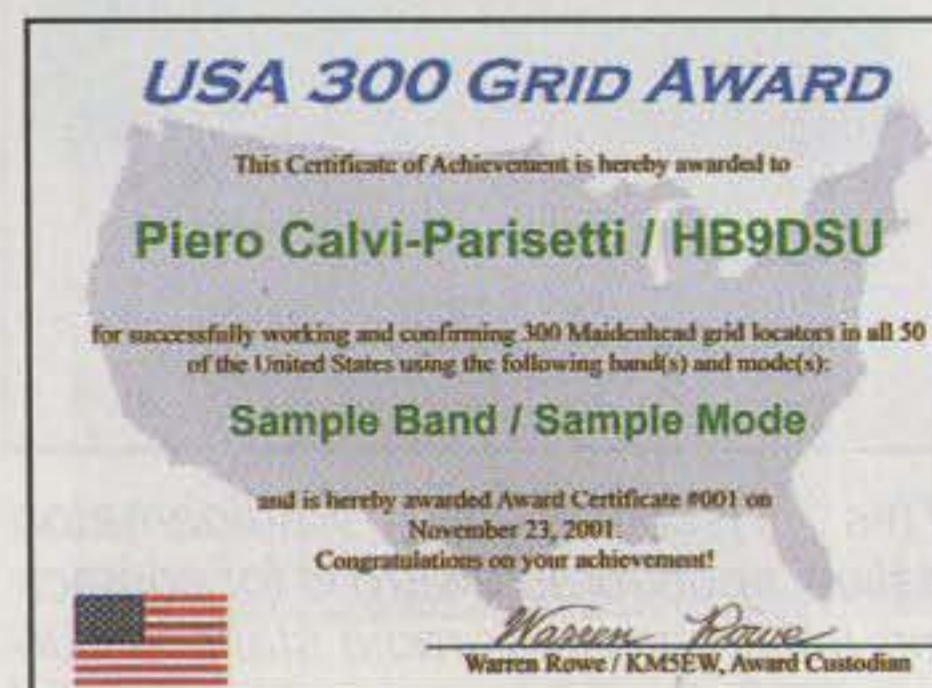 USA 300 GRID AWARD
This Certificate of Achievement is hereby awarded to
Piero Calvi-Parisetti / HB9DSU
for successfully working and confirming 300 Maidenhead grid locators in all 50
of the United States using the following band(s) and mode(s):
Sample Band / Sample Mode
and is hereby awarded Award Certificate #001 on
November 23, 2001.
Congratulations on your achievement!
Warren Rowe
Warren Rowe / KM5EW, Award Custodian